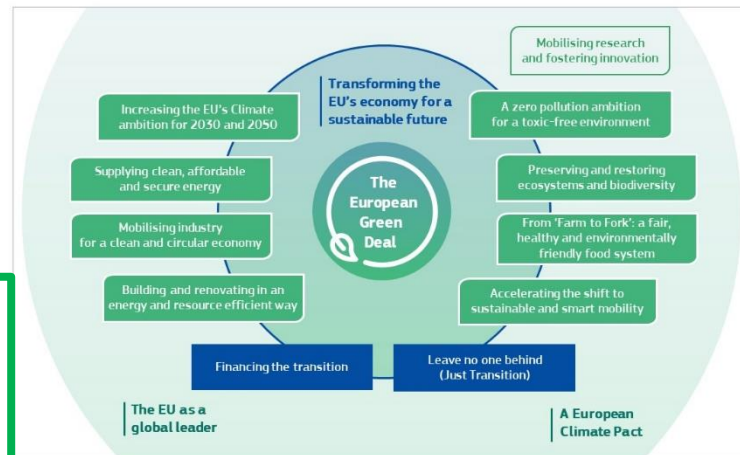 Mobilising research
and fostering innovation
Transforming the
EU's economy for a
sustainable future
Increasing the EU's Climate
ambition for 2030 and 2050
A zero pollution ambition
for a toxic-free environment
Supplying clean, affordable
and secure energy
Preserving and restoring
ecosystems and biodiversity
The
European
Green
Deal
Mobilising industry
for a clean and circular economy
From 'Farm to Fork': a fair,
healthy and environmentally
friendly food system
Building and renovating in an
energy and resource efficient way
Accelerating the shift to
sustainable and smart mobility
Financing the transition
Leave no one behind
(Just Transition)
The EU as a
global leader
A European
Climate Pact